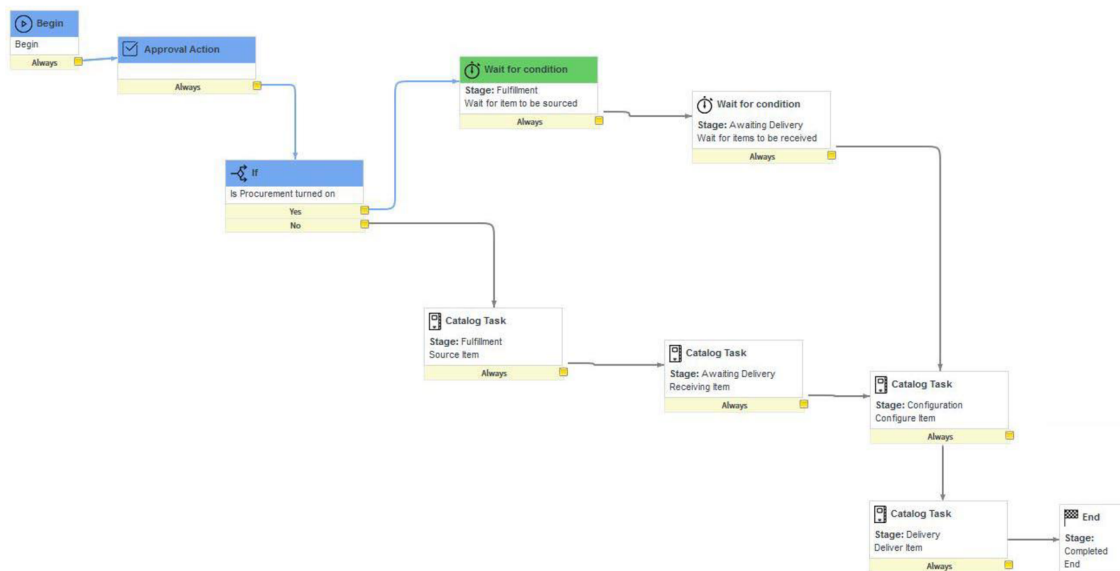 Begin
Begin
Always
Approval Action
Always
If
Is Procurement turned on
Yes
No
Wait for condition
Stage: Fulfillment
Wait for item to be sourced
Always
Wait for condition
Stage: Awaiting Delivery
Wait for items to be received
Always
Catalog Task
Stage: Fulfillment
Source Item
Always
Catalog Task
Stage: Awaiting Delivery
Receiving Item
Always
Catalog Task
Stage: Configuration
Configure Item
Always
Catalog Task
Stage: Delivery
Deliver Item
Always
End
Stage:
Completed
End